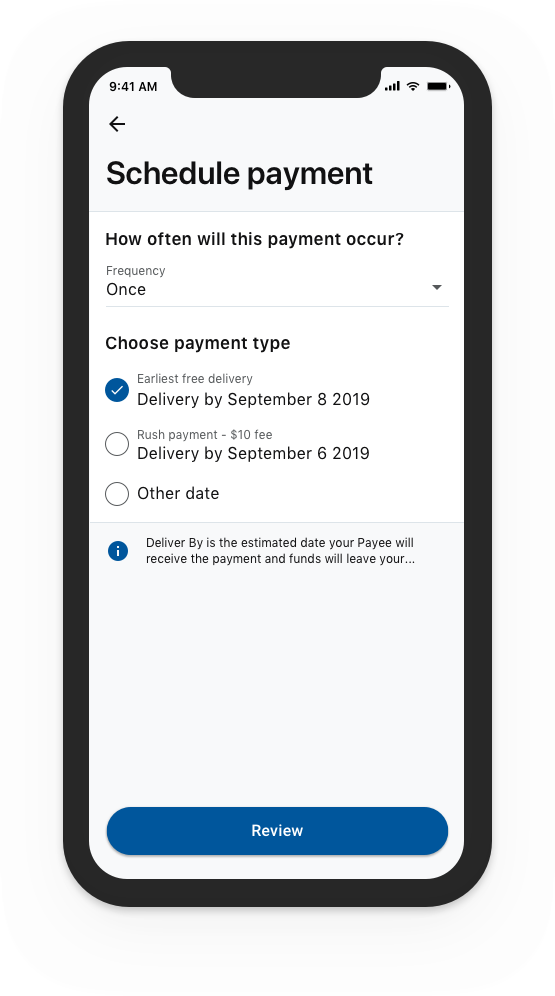 9:41 AM
Schedule payment
How often will this payment occur?
Frequency
Once
Choose payment type
Earliest free delivery
Delivery by September 8 2019
Rush payment - $10 fee
Delivery by September 6 2019
Other date
Deliver By is the estimated date your Payee will
receive the payment and funds will leave your...
Review